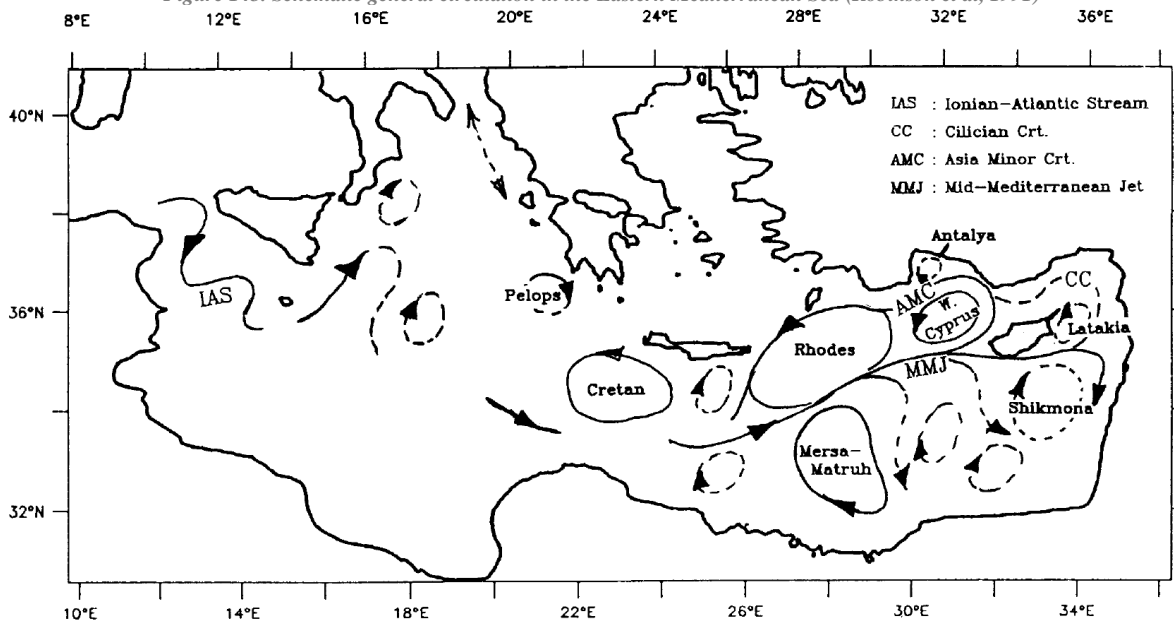 8°E 12°E 16°E 20°E 24°E 28°E 32°E 36°E
40°N
IAS : Ionian-Atlantic Stream
CC : Cilician Crt.
AMC : Asia Minor Crt.
MMJ : Mid-Mediterranean Jet
Antalya
CC
IAS
Pelops
AMC
W.
Cyprus
36°N
Latakia
Rhodes
MMJ
Cretan
Shikmona
Mersa-
Matruh
32°N
10°E 14°E 18°E 22°E 26°E 30°E 34°E